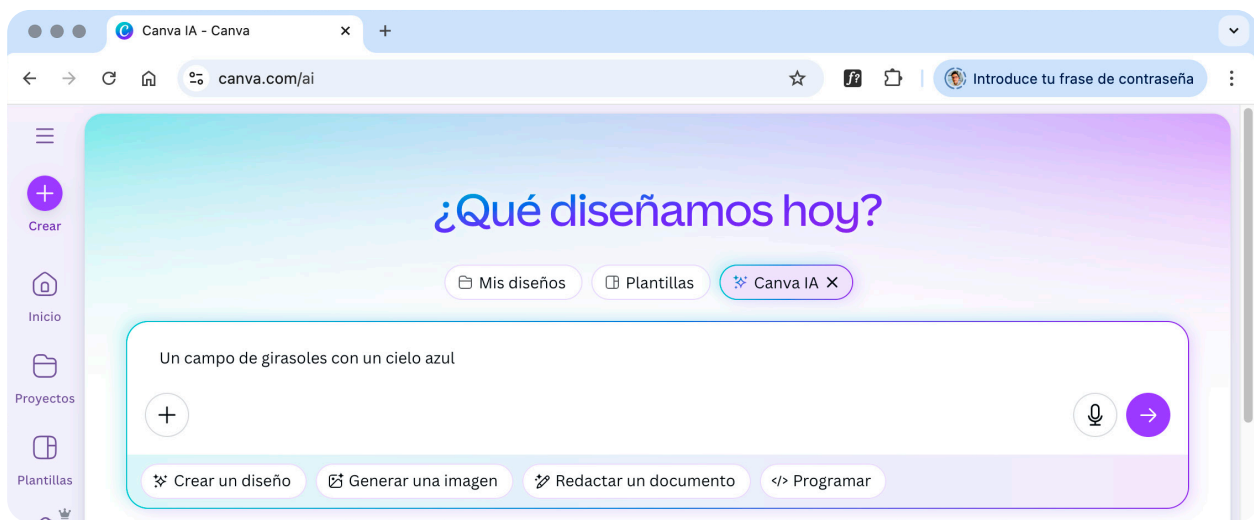 Canva IA - Canva
canva.com/ai
f?
Introduce tu frase de contraseña
Crear
Inicio
Proyectos
Plantillas
¿Qué diseñamos hoy?
Mis diseños
Plantillas
Canva IA
Un campo de girasoles con un cielo azul
Crear un diseño
Generar una imagen
Redactar un documento
</> Programar